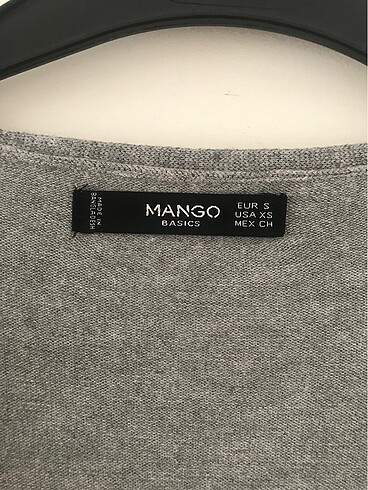 MADE IN
BANGLADESH
MANGO
BASICS
EUR S
USA XS
MEX CH